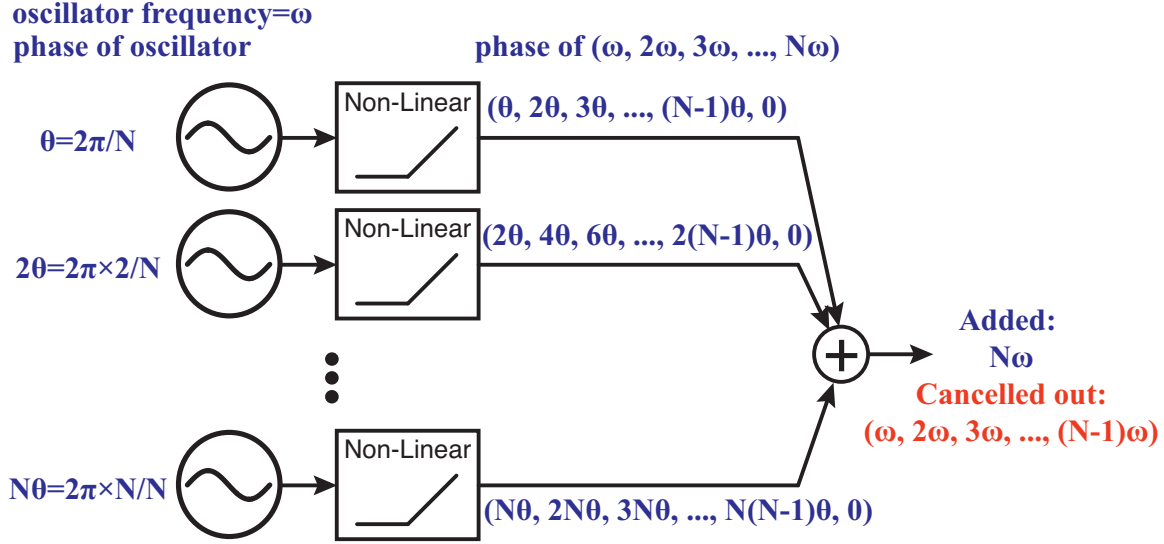 oscillator frequency=ω
phase of oscillator
phase of (ω, 2ω, 3ω, ..., Nω)
θ=2π/N
Non-Linear
(θ, 2θ, 3θ, ..., (N-1)θ, 0)
2θ=2π×2/N
Non-Linear
(2θ, 4θ, 6θ, ..., 2(N-1)θ, 0)
+
Added:
Nω
Cancelled out:
(ω, 2ω, 3ω, ..., (N-1)ω)
Nθ=2π×N/N
Non-Linear
(Nθ, 2Nθ, 3Nθ, ..., N(N-1)θ, 0)